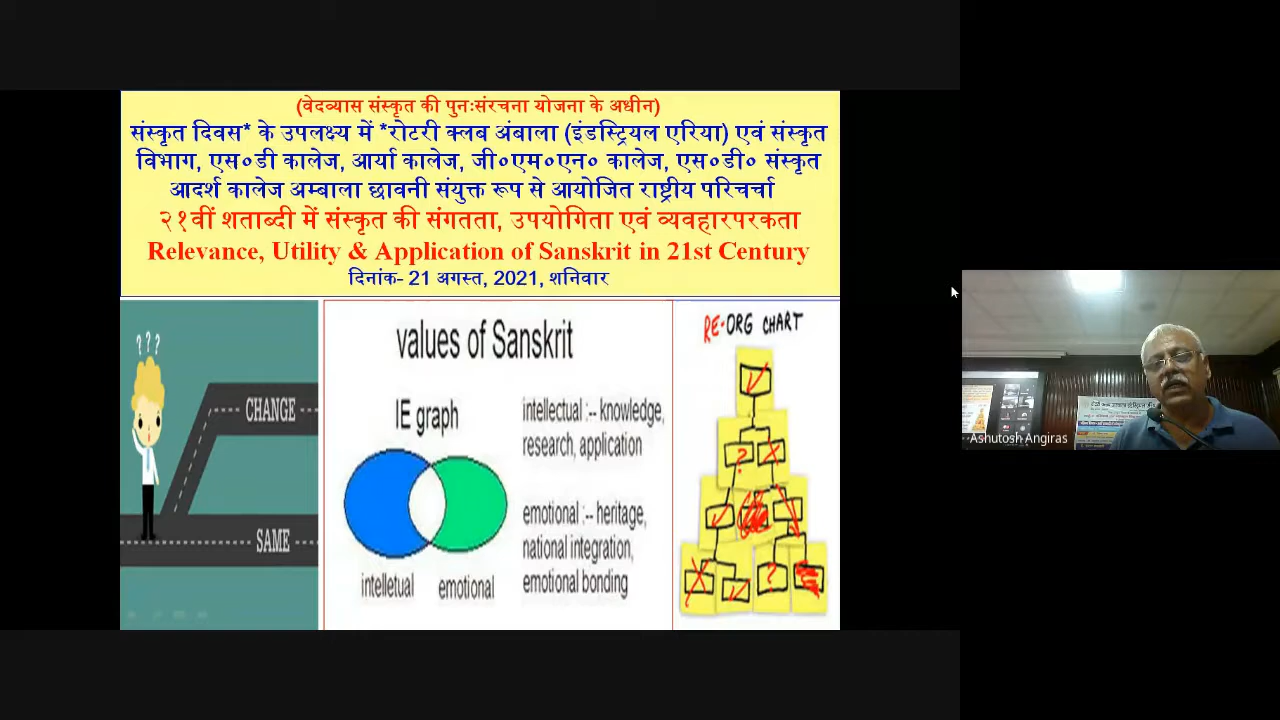 (वेदव्यास संस्कृत की पुनःसंरचना योजना के अधीन)
संस्कृत दिवस* के उपलक्ष्य में *रोटरी क्लब अंबाला (इंडस्ट्रियल एरिया) एवं संस्कृत
विभाग, एस०डी कालेज, आर्या कालेज, जी०एम०एन० कालेज, एस०डी० संस्कृत
आदर्श कालेज अम्बाला छावनी संयुक्त रूप से आयोजित राष्ट्रीय परिचर्चा
२१वीं शताब्दी में संस्कृत की संगतता, उपयोगिता एवं व्यवहारपरकता
Relevance, Utility & Application of Sanskrit in 21st Century
दिनांक- 21 अगस्त, 2021, शनिवार
? ? ?
CHANGE
SAME
values of Sanskrit
IE graph
intellectual :-- knowledge,
research, application
emotional :-- heritage,
national integration,
emotional bonding
intelletual emotional
RE-ORG CHART
?
?
Ashutosh Angiras